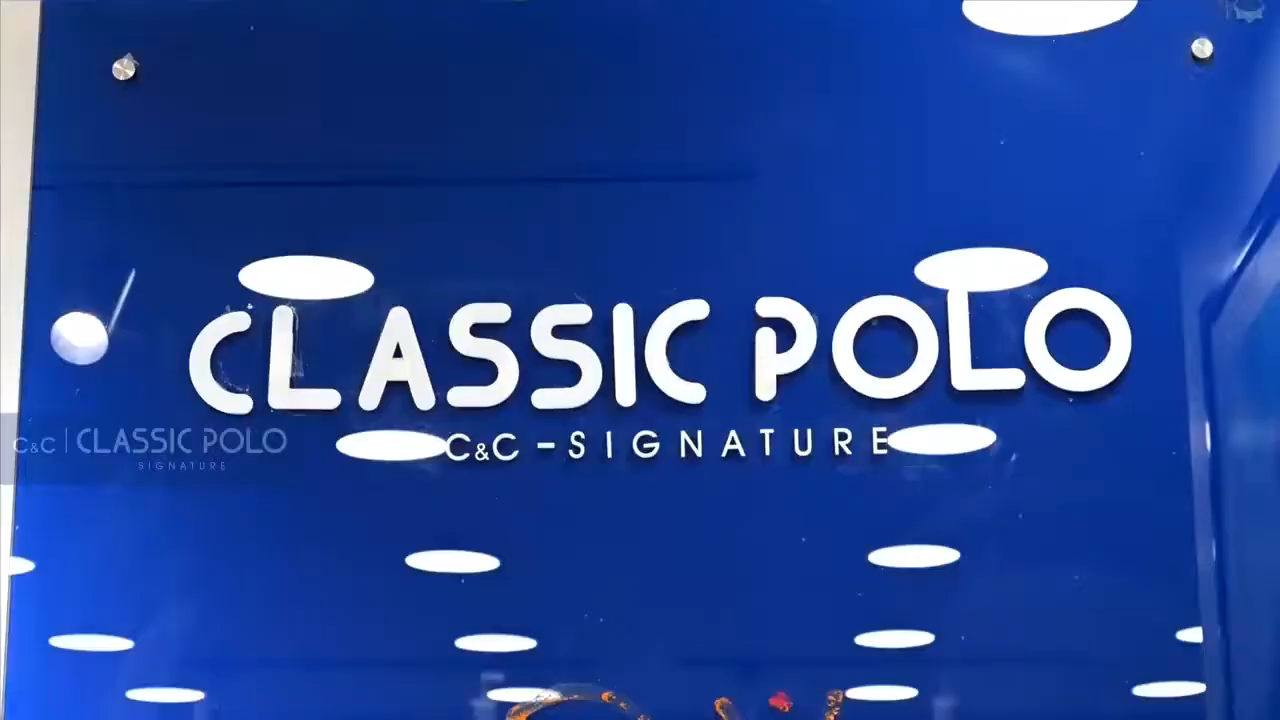 CLASSIC POLO
C&C - SIGNATURE
C&C | CLASSIC POLO
SIGNATURE